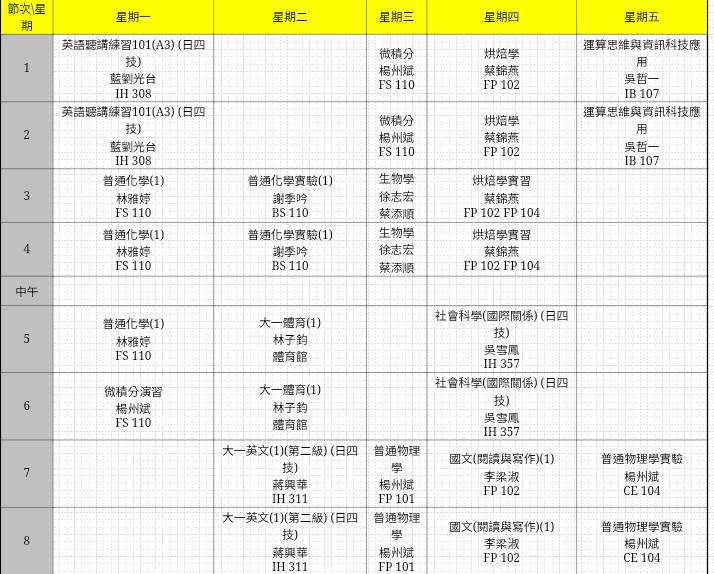 節次\星期
星期一
星期二
星期三
星期四
星期五
1
英語聽講練習101(A3) (日四
技)
藍劉光台
IH 308
微積分
楊州斌
FS 110
烘焙學
蔡錦燕
FP 102
運算思維與資訊科技應
用
吳哲一
IB 107
2
英語聽講練習101(A3) (日四
技)
藍劉光台
IH 308
微積分
楊州斌
FS 110
烘焙學
蔡錦燕
FP 102
運算思維與資訊科技應
用
吳哲一
IB 107
3
普通化學(1)
林雅婷
FS 110
普通化學實驗(1)
謝季吟
BS 110
生物學
徐志宏
蔡添順
烘焙學實習
蔡錦燕
FP 102 FP 104
4
普通化學(1)
林雅婷
FS 110
普通化學實驗(1)
謝季吟
BS 110
生物學
徐志宏
蔡添順
烘焙學實習
蔡錦燕
FP 102 FP 104
中午
5
普通化學(1)
林雅婷
FS 110
大一體育(1)
林子鈞
體育館
社會科學(國際關係) (日四
技)
吳雪鳳
IH 357
6
微積分演習
楊州斌
FS 110
大一體育(1)
林子鈞
體育館
社會科學(國際關係) (日四
技)
吳雪鳳
IH 357
7
大一英文(1)(第二級) (日四
技)
蔣興華
IH 311
普通物理
學
楊州斌
FP 101
國文(閱讀與寫作)(1)
李梁淑
FP 102
普通物理學實驗
楊州斌
CE 104
8
大一英文(1)(第二級) (日四
技)
蔣興華
IH 311
普通物理
學
楊州斌
FP 101
國文(閱讀與寫作)(1)
李梁淑
FP 102
普通物理學實驗
楊州斌
CE 104